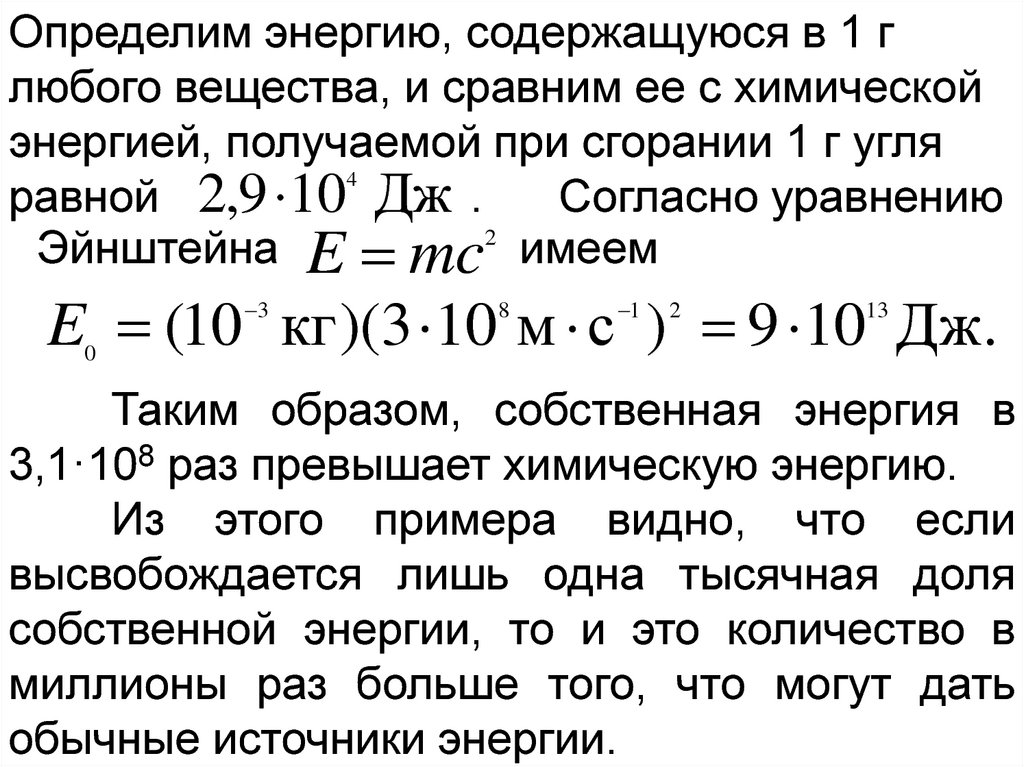 Определим энергию, содержащуюся в 1 г
любого вещества, и сравним ее с химической
энергией, получаемой при сгорании 1 г угля
равной 2,9·10⁴ Дж . Согласно уравнению
Эйнштейна E = mc² имеем
E₀ = (10⁻³ кг)(3·10⁸ м·с⁻¹)² = 9·10¹³ Дж.
Таким образом, собственная энергия в
3,1·10⁸ раз превышает химическую энергию.
Из этого примера видно, что если
высвобождается лишь одна тысячная доля
собственной энергии, то и это количество в
миллионы раз больше того, что могут дать
обычные источники энергии.